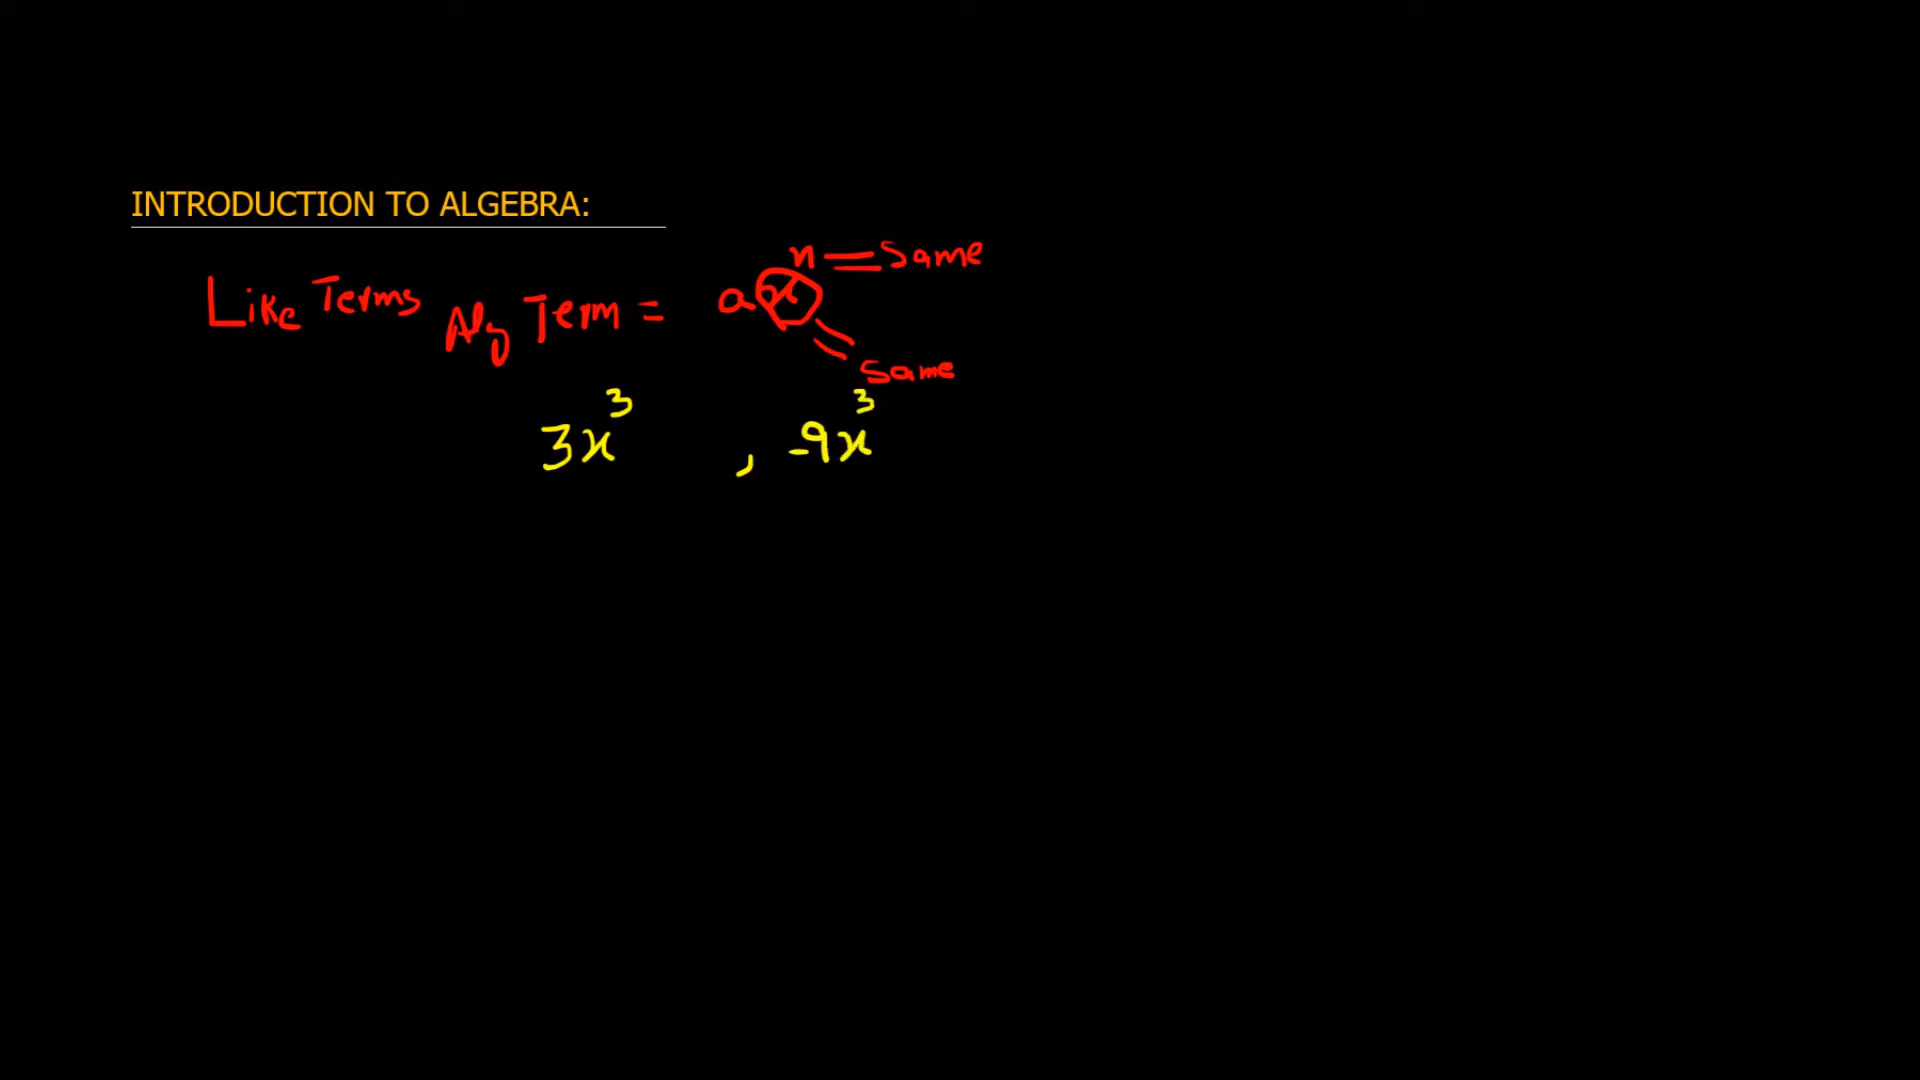 INTRODUCTION TO ALGEBRA:
Like Terms Alg Term = ax^n = Same
= Same
3x³ , -9x³